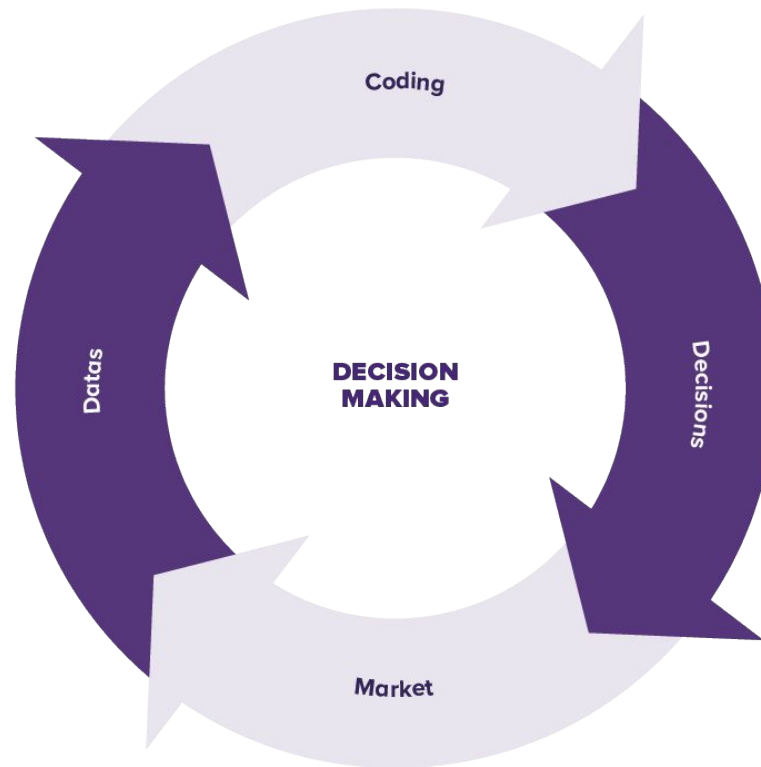 Coding
Decisions
Market
Datas
DECISION
MAKING